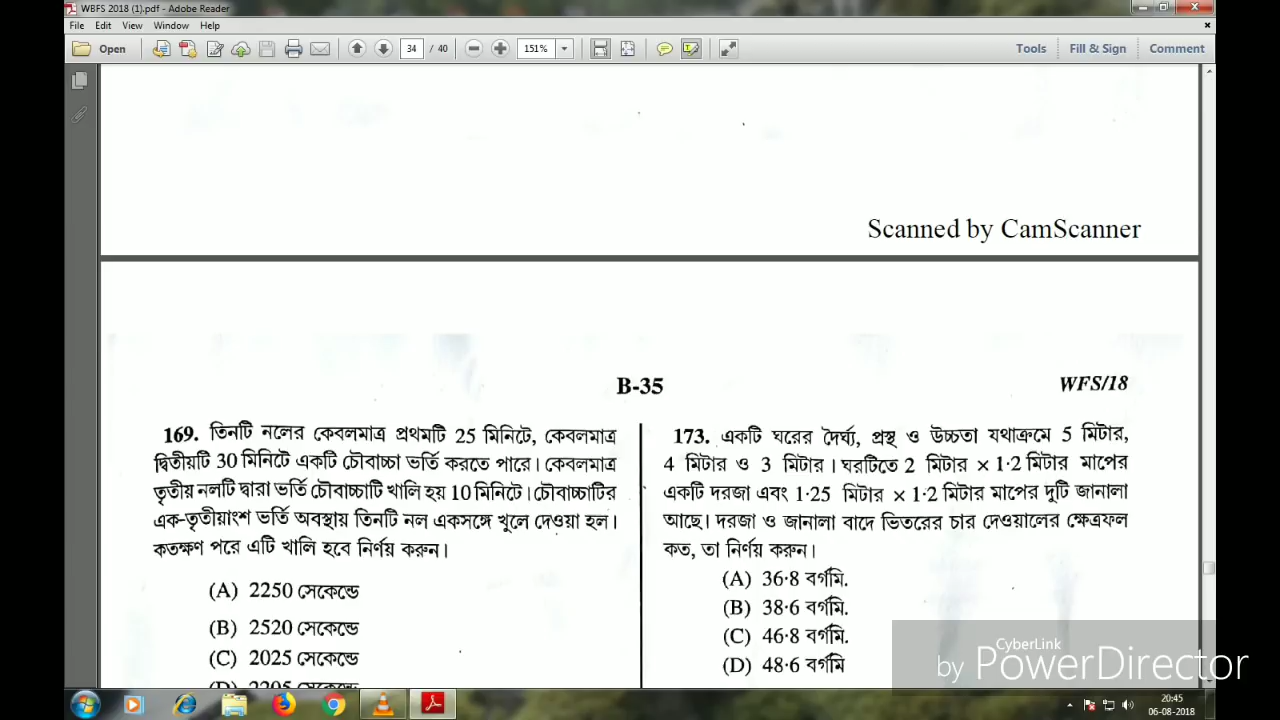 WBFS 2018 (1).pdf - Adobe Reader
File Edit View Window Help
Open 34 / 40 151% Tools Fill & Sign Comment
Scanned by CamScanner
B-35
WFS/18
169. তিনটি নলের কেবলমাত্র প্রথমটি 25 মিনিটে, কেবলমাত্র
দ্বিতীয়টি 30 মিনিটে একটি চৌবাচ্চা ভর্তি করতে পারে। কেবলমাত্র
তৃতীয় নলটি দ্বারা ভর্তি চৌবাচ্চাটি খালি হয় 10 মিনিটে। চৌবাচ্চাটির
এক-তৃতীয়াংশ ভর্তি অবস্থায় তিনটি নল একসঙ্গে খুলে দেওয়া হল।
কতক্ষণ পরে এটি খালি হবে নির্ণয় করুন।
(A) 2250 সেকেন্ডে
(B) 2520 সেকেন্ডে
(C) 2025 সেকেন্ডে
(D) 2205 সেকেন্ডে
173. একটি ঘরের দৈর্ঘ্য, প্রস্থ ও উচ্চতা যথাক্রমে 5 মিটার,
4 মিটার ও 3 মিটার। ঘরটিতে 2 মিটার × 1·2 মিটার মাপের
একটি দরজা এবং 1·25 মিটার × 1·2 মিটার মাপের দুটি জানালা
আছে। দরজা ও জানালা বাদে ভিতরের চার দেওয়ালের ক্ষেত্রফল
কত, তা নির্ণয় করুন।
(A) 36·8 বর্গমি.
(B) 38·6 বর্গমি.
(C) 46·8 বর্গমি.
(D) 48·6 বর্গমি
CyberLink
by PowerDirector
20:45
06-08-2018